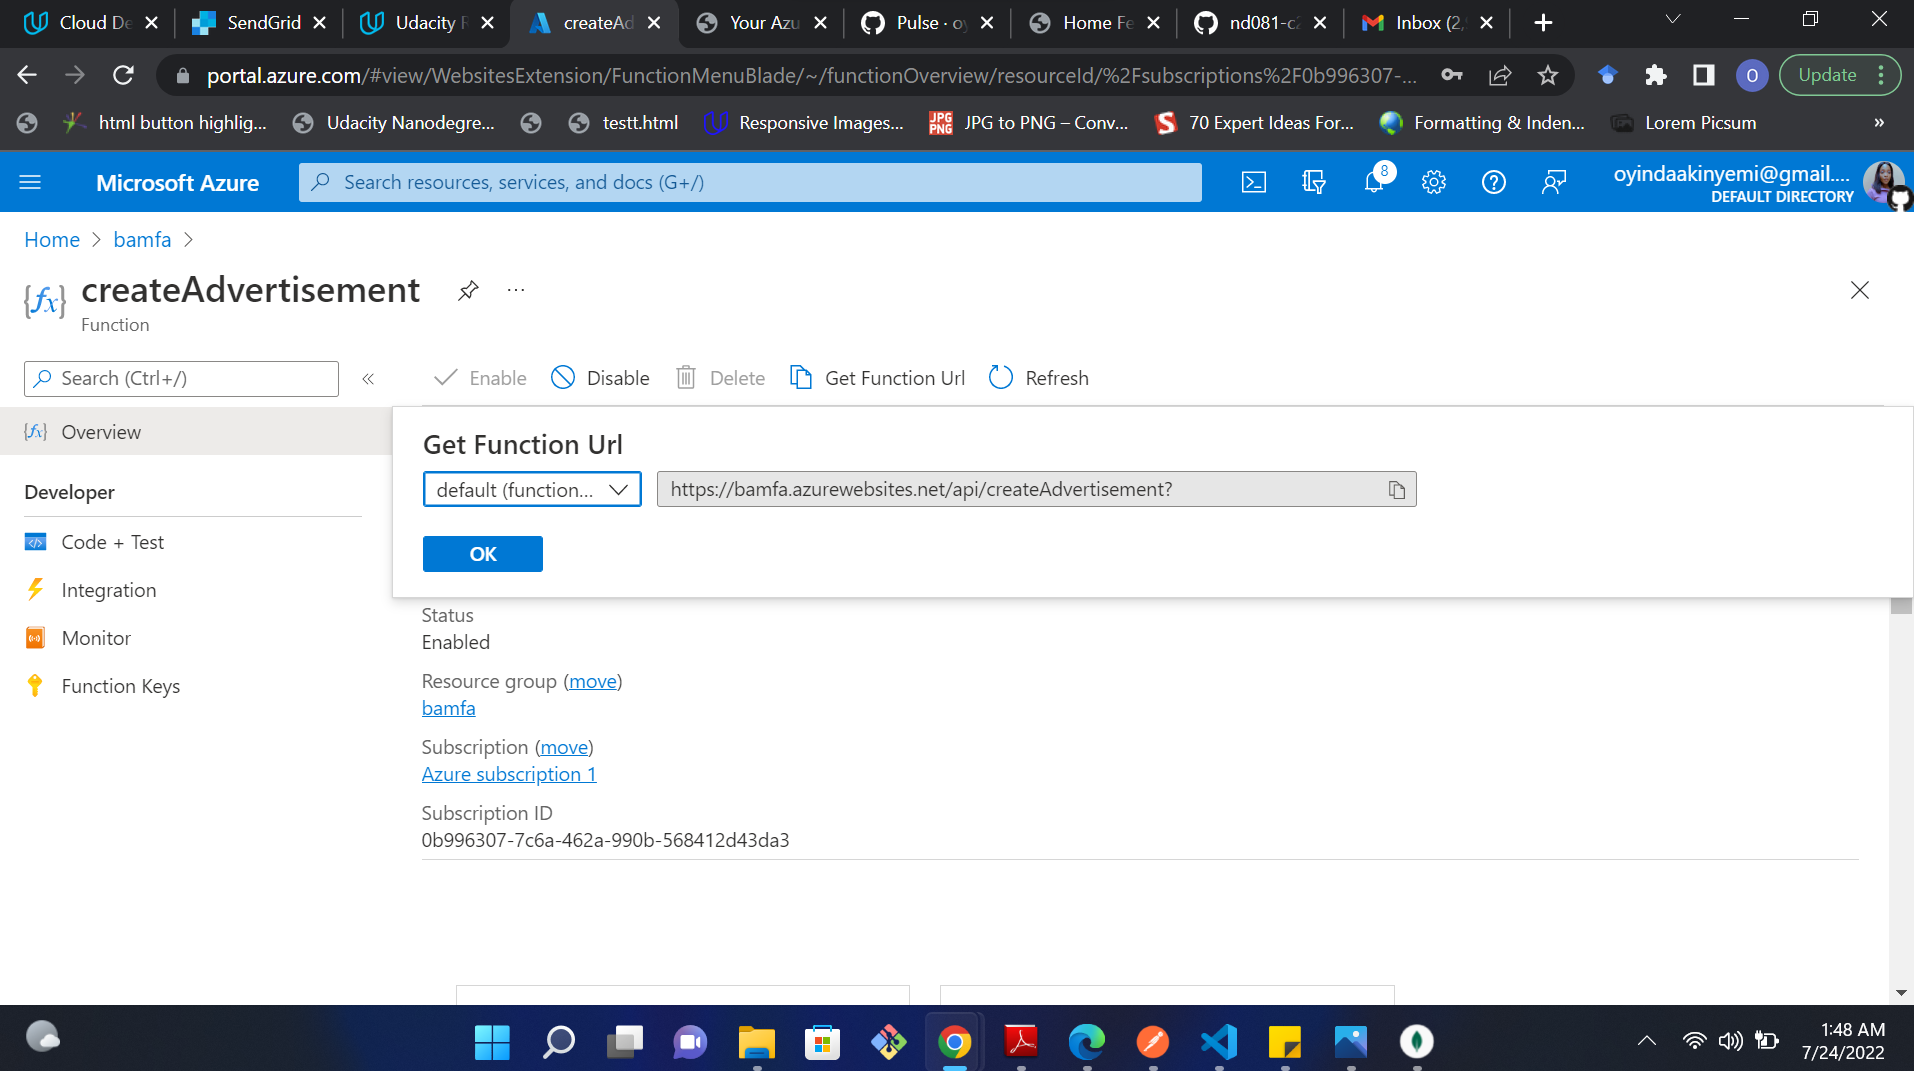 Cloud De
SendGrid
Udacity R
createAd
Your Azu
Pulse · oy
Home Fe
nd081-c2
Inbox (2,
portal.azure.com/#view/WebsitesExtension/FunctionMenuBlade/~/functionOverview/resourceId/%2Fsubscriptions%2F0b996307-...
O
Update
html button highlig...
Udacity Nanodegre...
testt.html
Responsive Images...
JPG to PNG – Conv...
70 Expert Ideas For...
Formatting & Inden...
Lorem Picsum
»
Microsoft Azure
Search resources, services, and docs (G+/)
8
oyindaakinyemi@gmail....
DEFAULT DIRECTORY
Home
bamfa
createAdvertisement
Function
Search (Ctrl+/)
Enable
Disable
Delete
Get Function Url
Refresh
Overview
Get Function Url
default (function...
https://bamfa.azurewebsites.net/api/createAdvertisement?
OK
Developer
Code + Test
Integration
Monitor
Function Keys
Status
Enabled
Resource group (move)
bamfa
Subscription (move)
Azure subscription 1
Subscription ID
0b996307-7c6a-462a-990b-568412d43da3
1:48 AM
7/24/2022